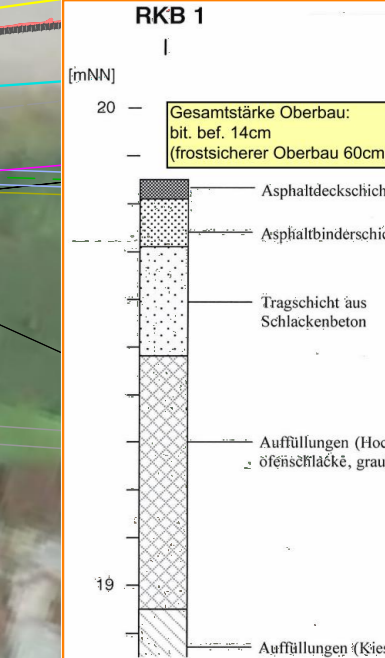 RKB 1
[mNN]
20
Gesamtstärke Oberbau:
bit. bef. 14cm
(frostsicherer Oberbau 60cm
Asphaltdeckschich
Asphaltbinderschic
Tragschicht aus
Schlackenbeton
Auffüllungen (Hoc
ofenschlacke, grau
19
Auffüllungen (Kies